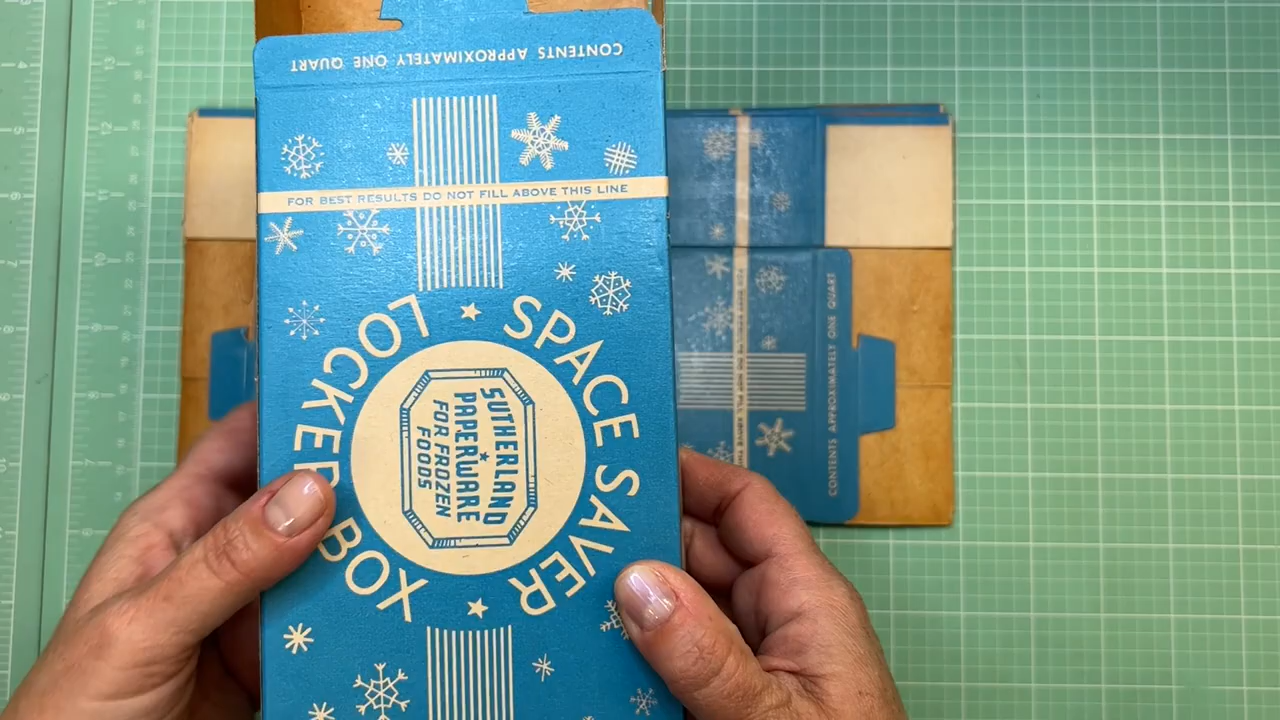 CONTENTS APPROXIMATELY ONE QUART
FOR BEST RESULTS DO NOT FILL ABOVE THIS LINE
SPACE SAVER
LOCKER BOX
SUTHERLAND
PAPERWARE
FOR FROZEN
FOODS
CONTENTS APPROXIMATELY ONE QUART